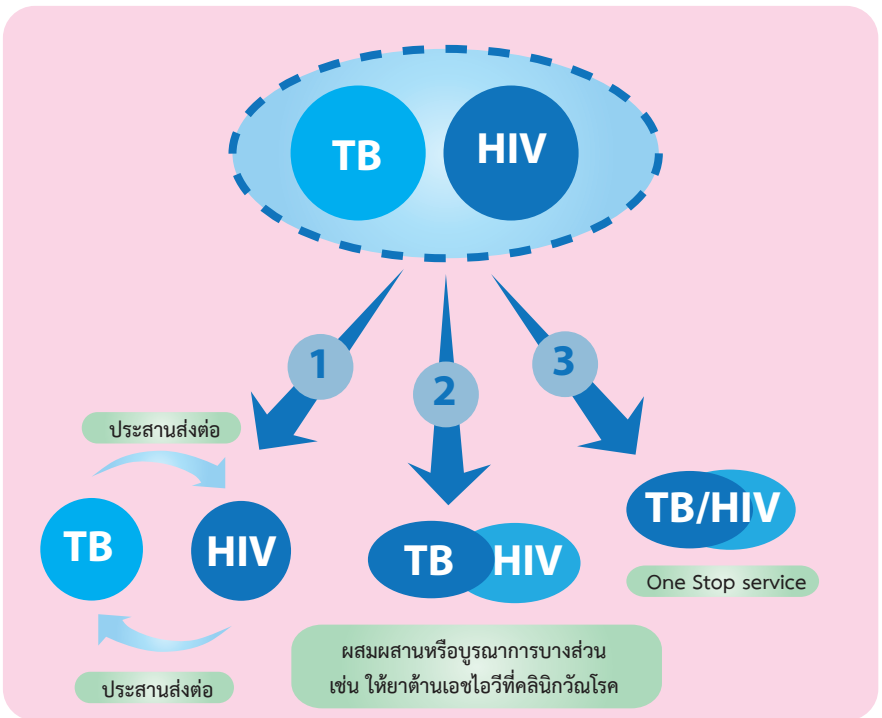 TB
HIV
1
2
3
ประสานส่งต่อ
TB
HIV
ประสานส่งต่อ
TB
HIV
ผสมผสานหรือบูรณาการบางส่วน
เช่น ให้ยาต้านเอชไอวีที่คลินิกวัณโรค
TB/HIV
One Stop service